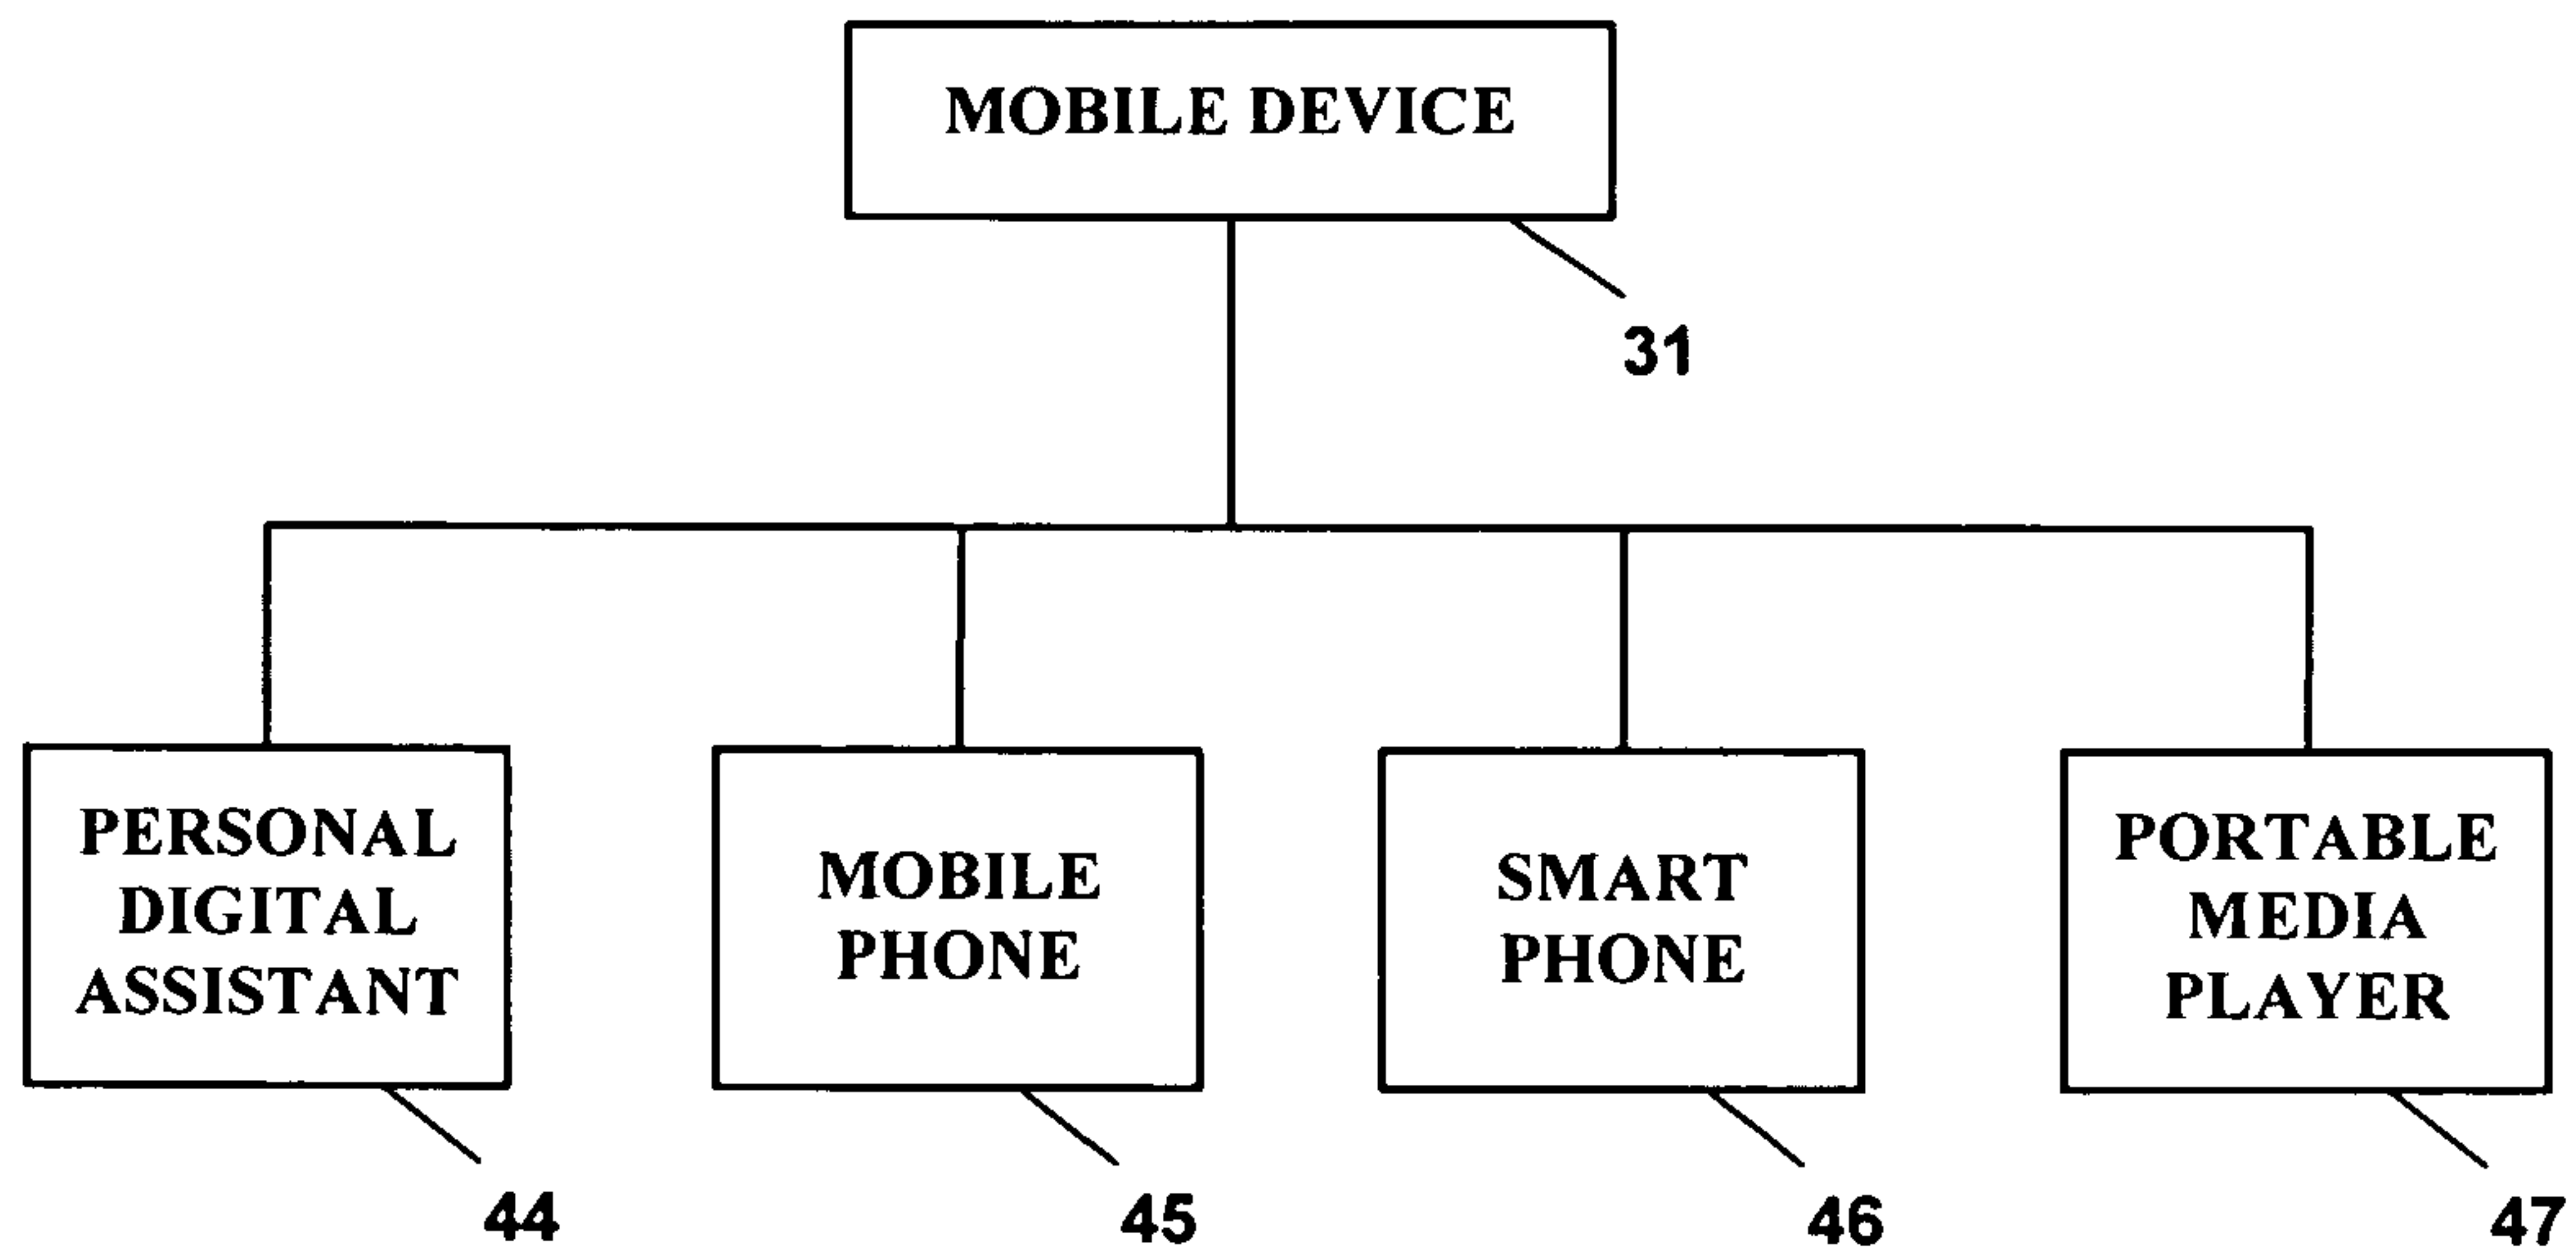 MOBILE DEVICE
31
PERSONAL
DIGITAL
ASSISTANT
44
MOBILE
PHONE
45
SMART
PHONE
46
PORTABLE
MEDIA
PLAYER
47